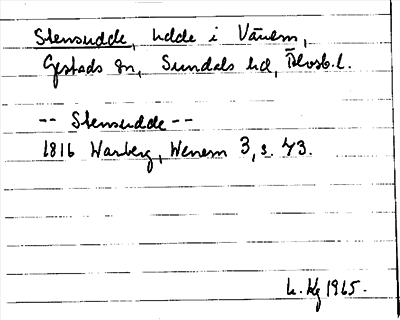 Stensudde, udde i Vänern,
Gestads sn, Sundals hd, Älvsb. l.
-- Stensudde --
1816 Warberg, Wenern 3, s. 43.
h. Kg 1965.